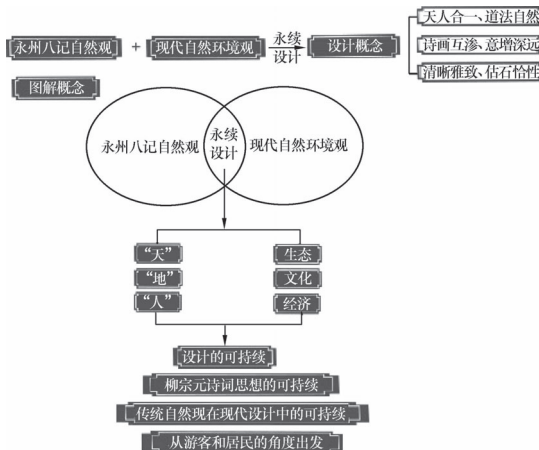 永州八记自然观 + 现代自然环境观 永续设计 设计概念
天人合一、道法自然
诗画互渗、意增深远
清晰雅致、估石恰性
图解概念
永州八记自然观
永续设计
现代自然环境观
“天” 生态
“地” 文化
“人” 经济
设计的可持续
柳宗元诗词思想的可持续
传统自然现在现代设计中的可持续
从游客和居民的角度出发